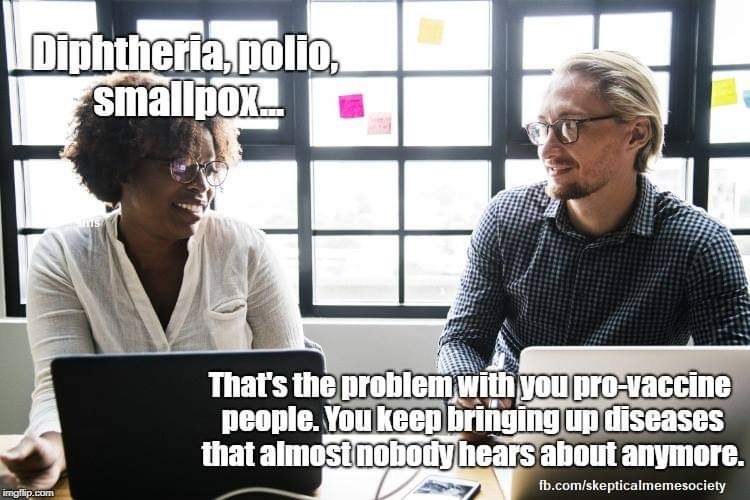 Diphtheria, polio,
smallpox...
That's the problem with you pro-vaccine
people. You keep bringing up diseases
that almost nobody hears about anymore.
fb.com/skepticalmemesociety
imgflip.com